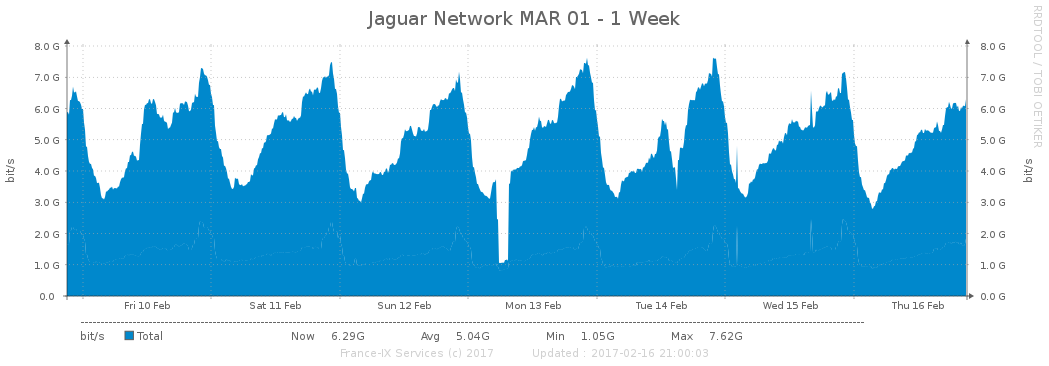 Jaguar Network MAR 01 - 1 Week
RRDTOOL / TOBI OETIKER
bit/s
8.0 G
7.0 G
6.0 G
5.0 G
4.0 G
3.0 G
2.0 G
1.0 G
0.0
8.0 G
7.0 G
6.0 G
5.0 G
4.0 G
3.0 G
2.0 G
1.0 G
0.0 G
bit/s
Fri 10 Feb Sat 11 Feb Sun 12 Feb Mon 13 Feb Tue 14 Feb Wed 15 Feb Thu 16 Feb
bit/s Total Now 6.29G Avg 5.04G Min 1.05G Max 7.62G
France-IX Services (c) 2017 Updated : 2017-02-16 21:00:03